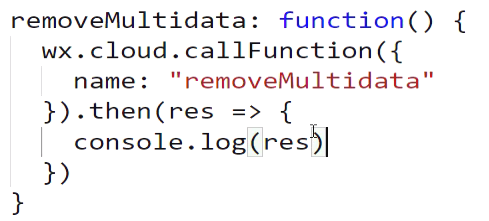 removeMultidata: function() {
wx.cloud.callFunction({
name: "removeMultidata"
}).then(res => {
console.log(res)
})
}